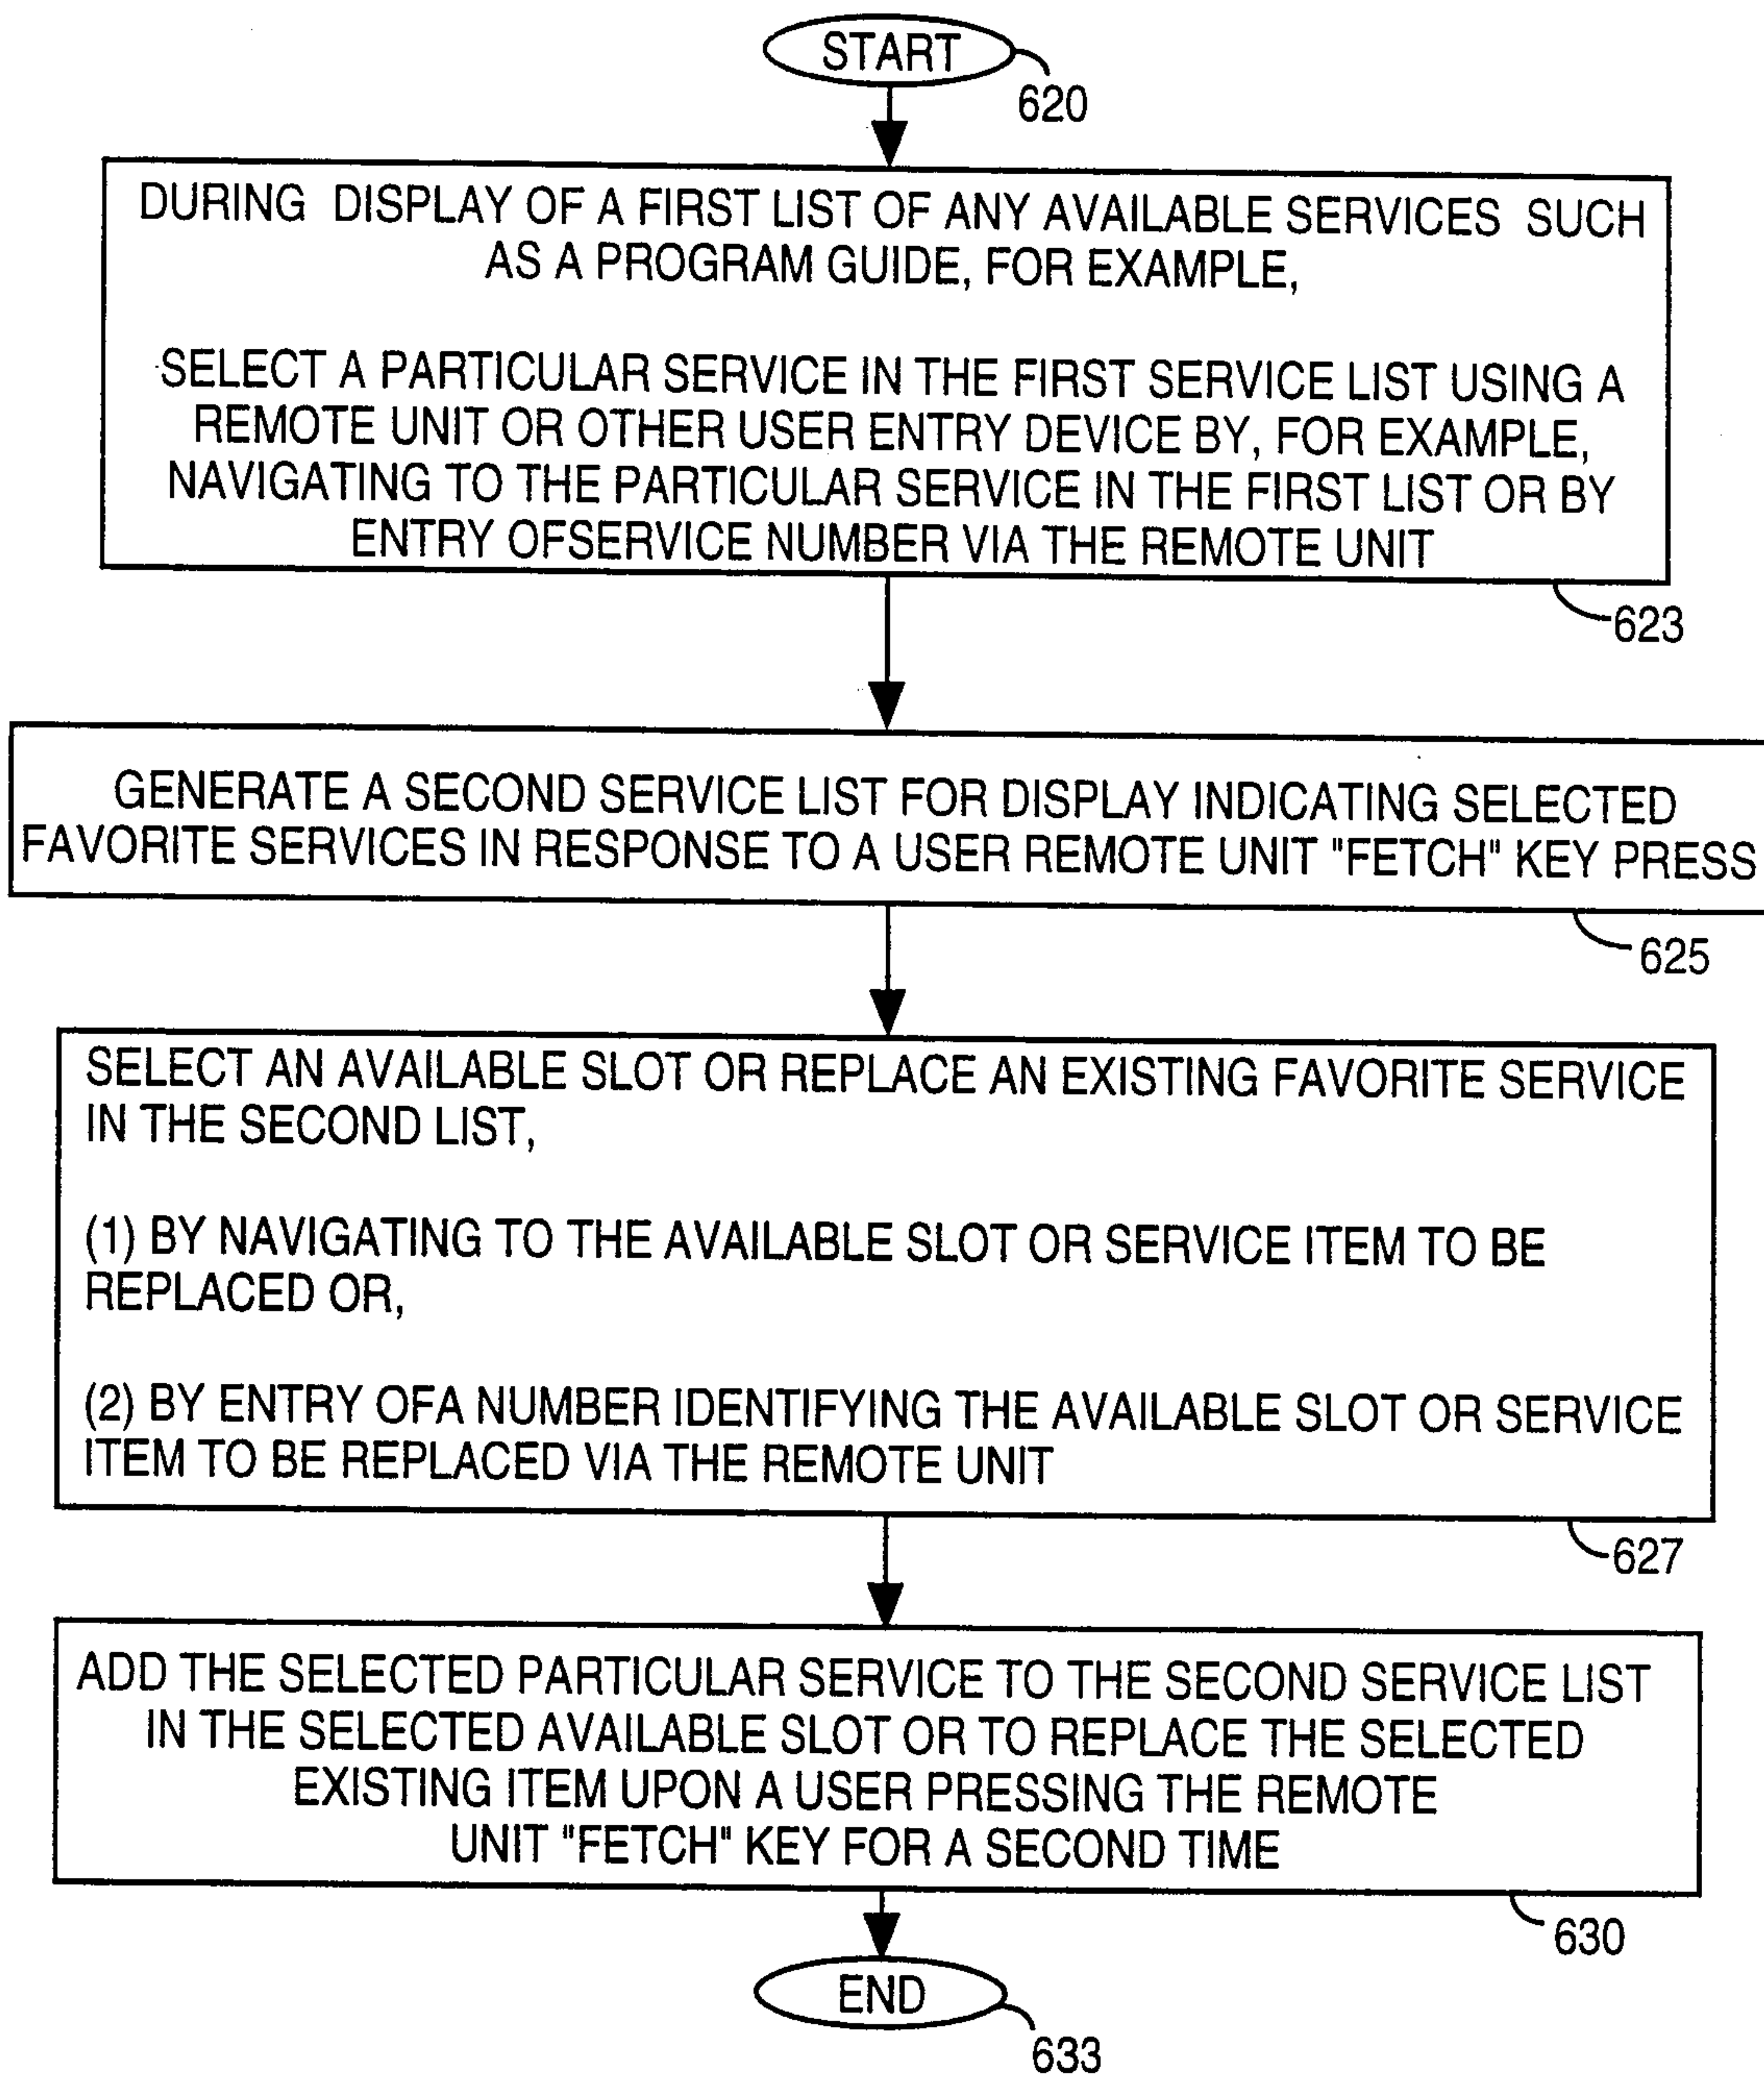 START
620
DURING DISPLAY OF A FIRST LIST OF ANY AVAILABLE SERVICES SUCH
AS A PROGRAM GUIDE, FOR EXAMPLE,
SELECT A PARTICULAR SERVICE IN THE FIRST SERVICE LIST USING A
REMOTE UNIT OR OTHER USER ENTRY DEVICE BY, FOR EXAMPLE,
NAVIGATING TO THE PARTICULAR SERVICE IN THE FIRST LIST OR BY
ENTRY OFSERVICE NUMBER VIA THE REMOTE UNIT
623
GENERATE A SECOND SERVICE LIST FOR DISPLAY INDICATING SELECTED
FAVORITE SERVICES IN RESPONSE TO A USER REMOTE UNIT "FETCH" KEY PRESS
625
SELECT AN AVAILABLE SLOT OR REPLACE AN EXISTING FAVORITE SERVICE
IN THE SECOND LIST,
(1) BY NAVIGATING TO THE AVAILABLE SLOT OR SERVICE ITEM TO BE
REPLACED OR,
(2) BY ENTRY OFA NUMBER IDENTIFYING THE AVAILABLE SLOT OR SERVICE
ITEM TO BE REPLACED VIA THE REMOTE UNIT
627
ADD THE SELECTED PARTICULAR SERVICE TO THE SECOND SERVICE LIST
IN THE SELECTED AVAILABLE SLOT OR TO REPLACE THE SELECTED
EXISTING ITEM UPON A USER PRESSING THE REMOTE
UNIT "FETCH" KEY FOR A SECOND TIME
630
END
633